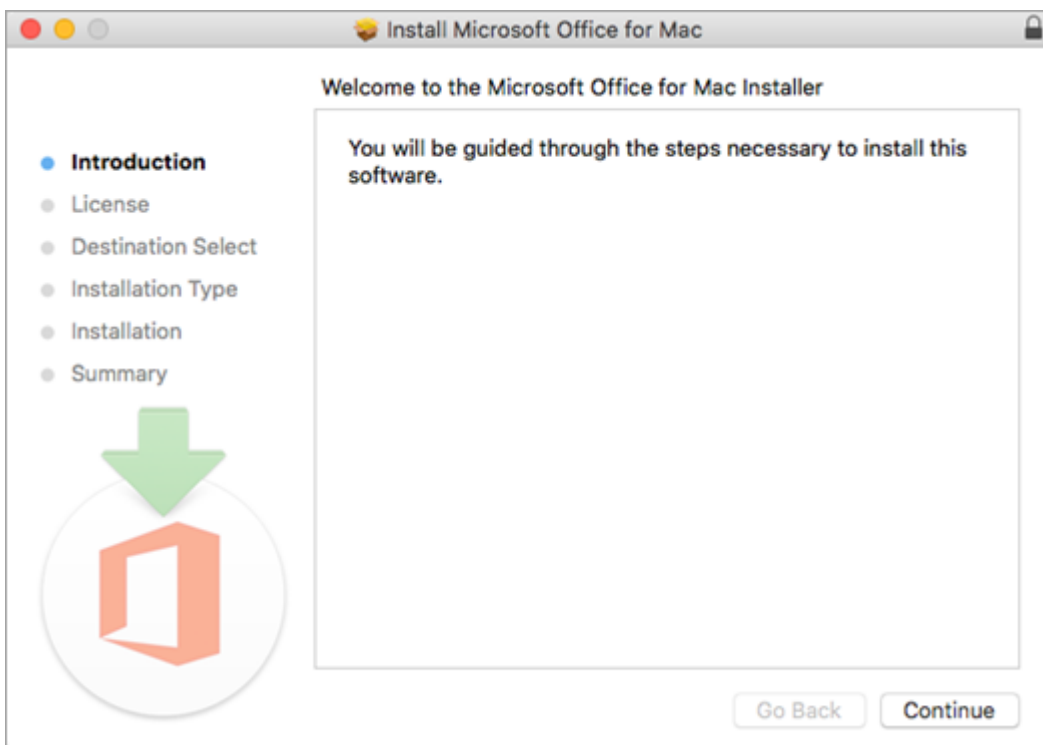 Install Microsoft Office for Mac
Welcome to the Microsoft Office for Mac Installer
Introduction
License
Destination Select
Installation Type
Installation
Summary
You will be guided through the steps necessary to install this
software.
Go Back
Continue